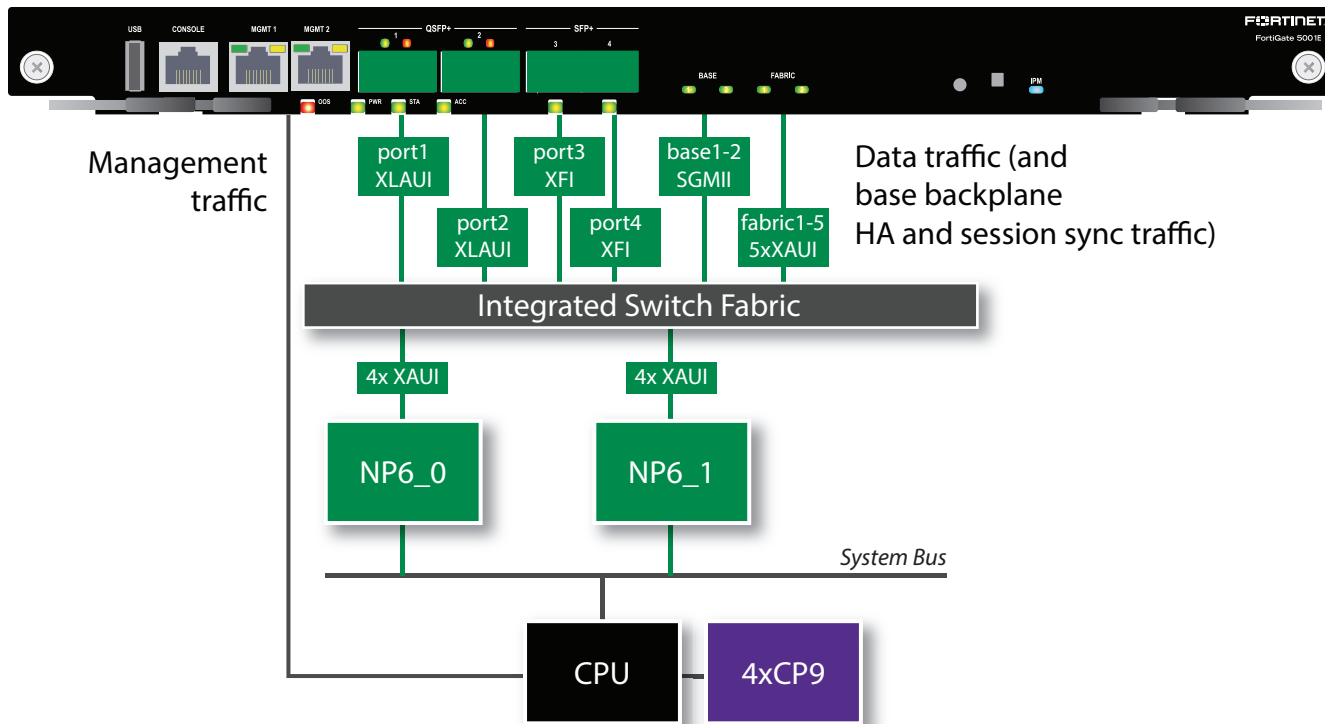 USB
CONSOLE
MGMT 1
MGMT 2
QSFP+
1
2
SFP+
3
4
BASE
FABRIC
IPM
FORTINET
FortiGate 5001E
OOS
PWR
STA
ACC
Management
traffic
port1
XLAUI
port2
XLAUI
port3
XFI
port4
XFI
base1-2
SGMII
fabric1-5
5xXAUI
Data traffic (and
base backplane
HA and session sync traffic)
Integrated Switch Fabric
4x XAUI
4x XAUI
NP6_0
NP6_1
System Bus
CPU
4xCP9